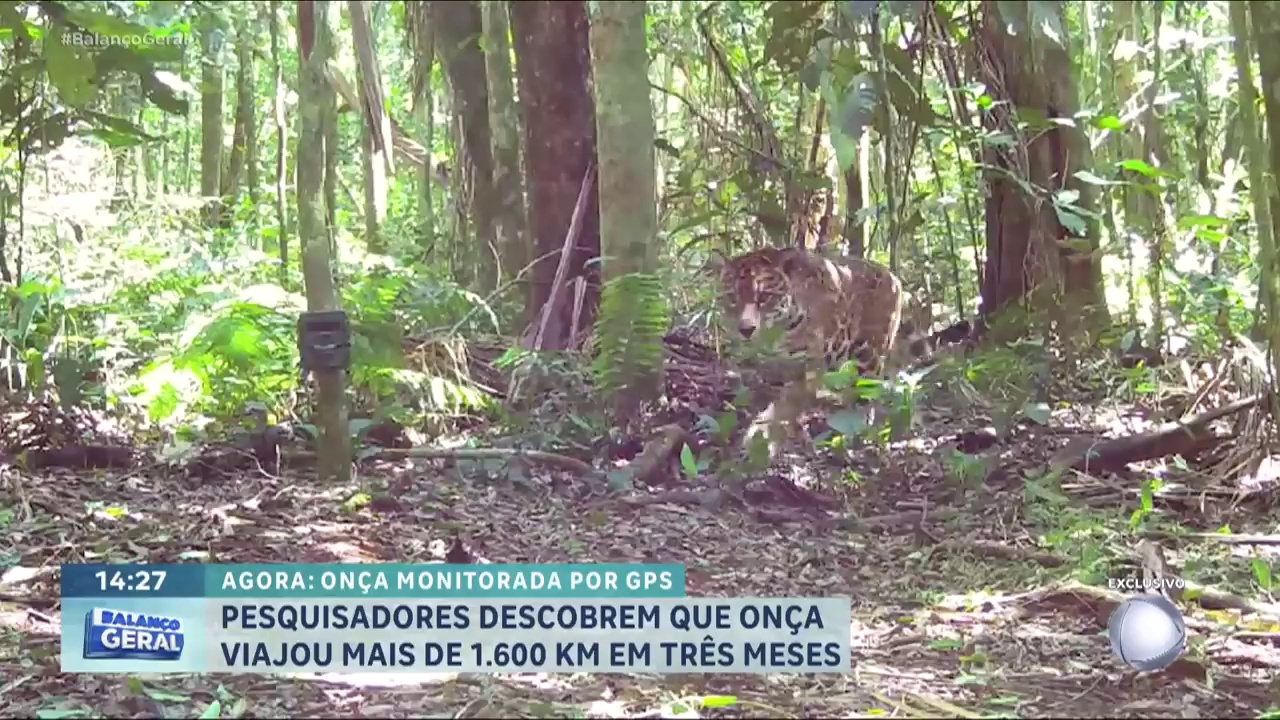 #BalançoGeral
14:27
AGORA: ONÇA MONITORADA POR GPS
BALANÇO
GERAL
PESQUISADORES DESCOBREM QUE ONÇA
VIAJOU MAIS DE 1.600 KM EM TRÊS MESES
EXCLUSIVO